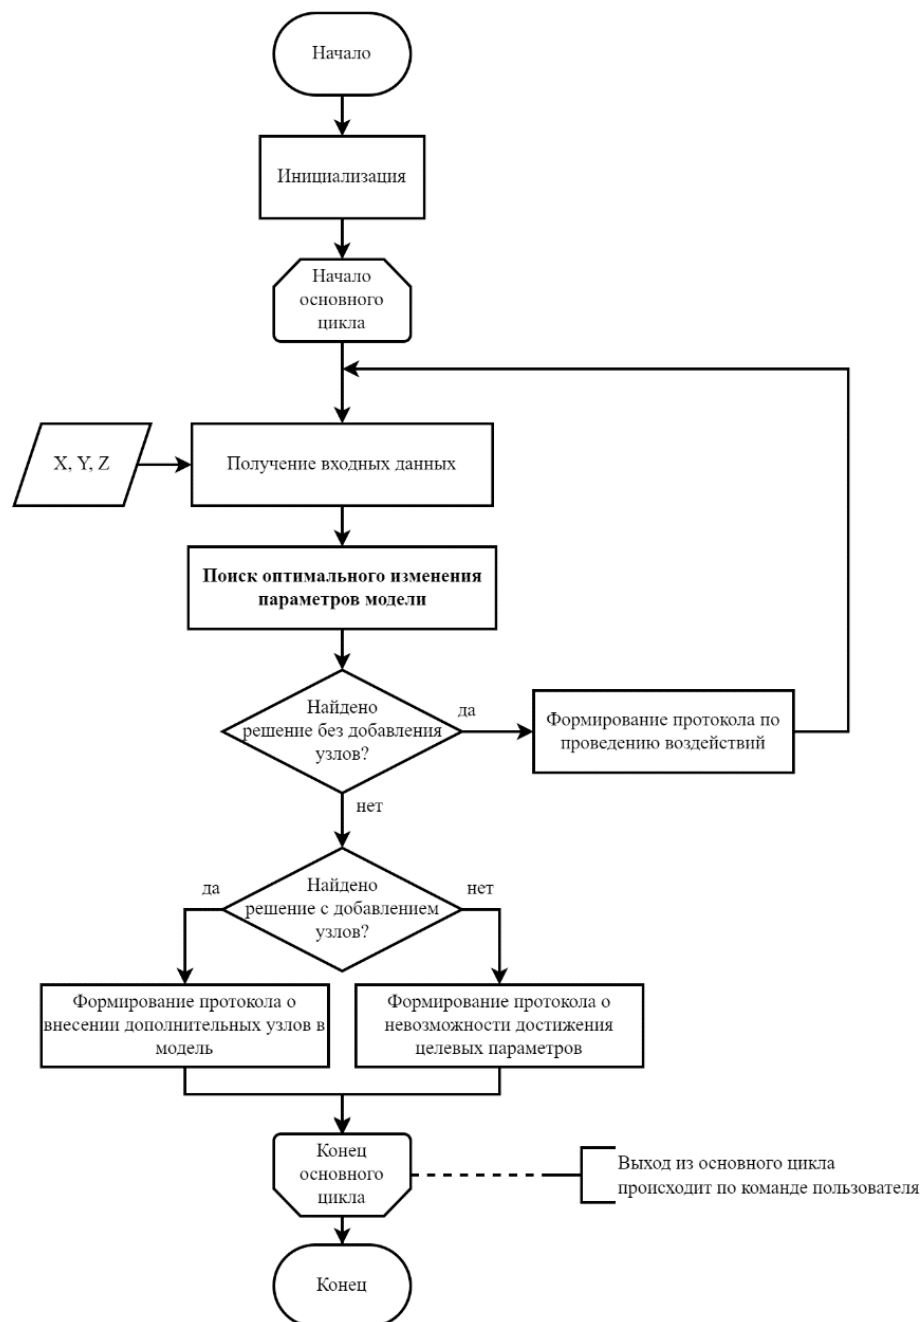 Начало
Инициализация
Начало
основного
цикла
X, Y, Z
Получение входных данных
Поиск оптимального изменения
параметров модели
Найдено
решение без добавления
узлов?
да
Формирование протокола по
проведению воздействий
нет
Найдено
решение с добавлением
узлов?
да
нет
Формирование протокола о
внесении дополнительных узлов в
модель
Формирование протокола о
невозможности достижения
целевых параметров
Конец
основного
цикла
Выход из основного цикла
происходит по команде пользователя
Конец